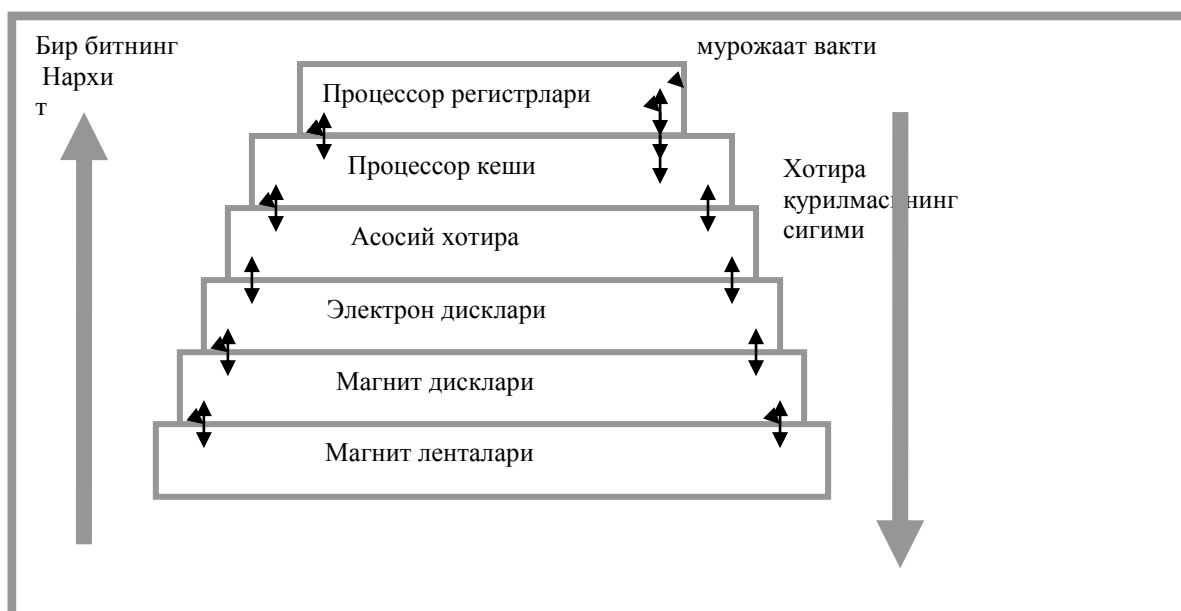 Бир битнинг
Нархи
т
мурожаат вакти
Процессор регистрлари
Процессор кеши
Хотира
қурилмасининг
сигими
Асосий хотира
Электрон дисклари
Магнит дисклари
Магнит ленталари